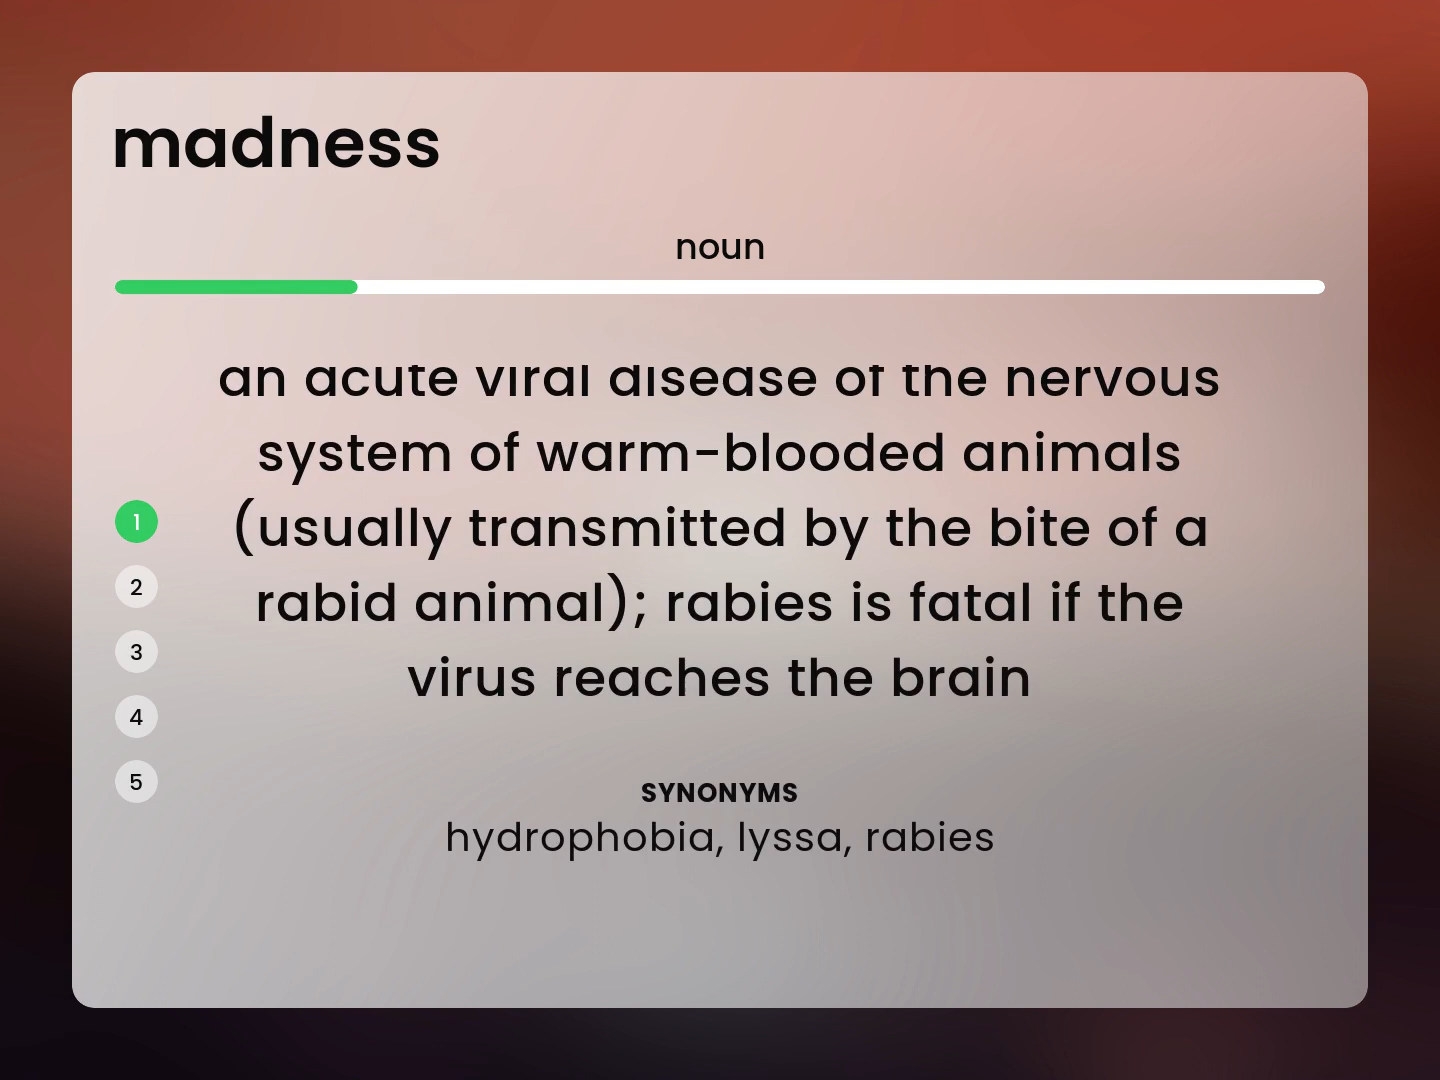 madness
noun
an acute viral disease of the nervous
system of warm-blooded animals
(usually transmitted by the bite of a
rabid animal); rabies is fatal if the
virus reaches the brain
1
2
3
4
5
SYNONYMS
hydrophobia, lyssa, rabies